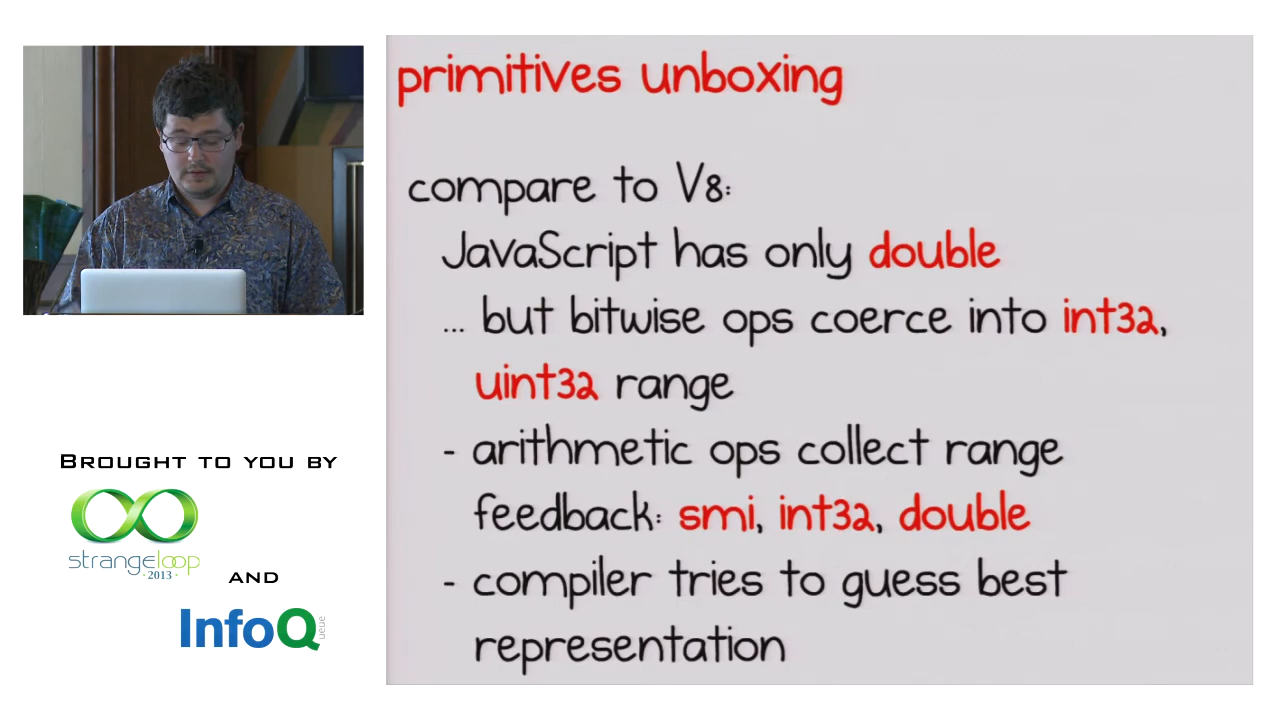 primitives unboxing
compare to V8:
JavaScript has only double
... but bitwise ops coerce into int32,
uint32 range
- arithmetic ops collect range
feedback: smi, int32, double
- compiler tries to guess best
representation
BROUGHT TO YOU BY
strangeloop
·2013·
AND
InfoQ
ueue